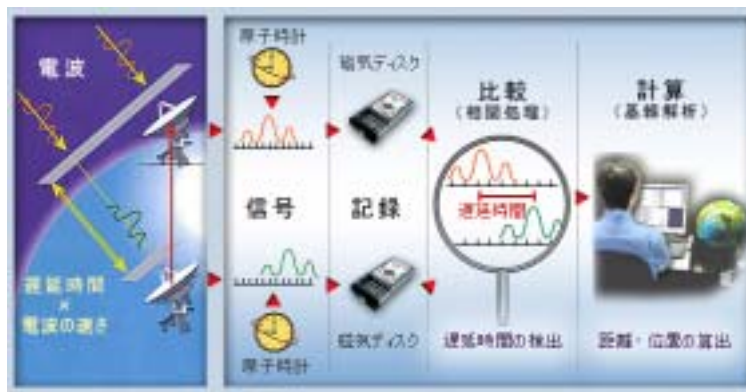 電波
遅延時間
×
電波の速さ
原子時計
信号
原子時計
磁気ディスク
記録
磁気ディスク
比較
(相関処理)
遅延時間
遅延時間の検出
計算
(基線解析)
距離・位置の算出